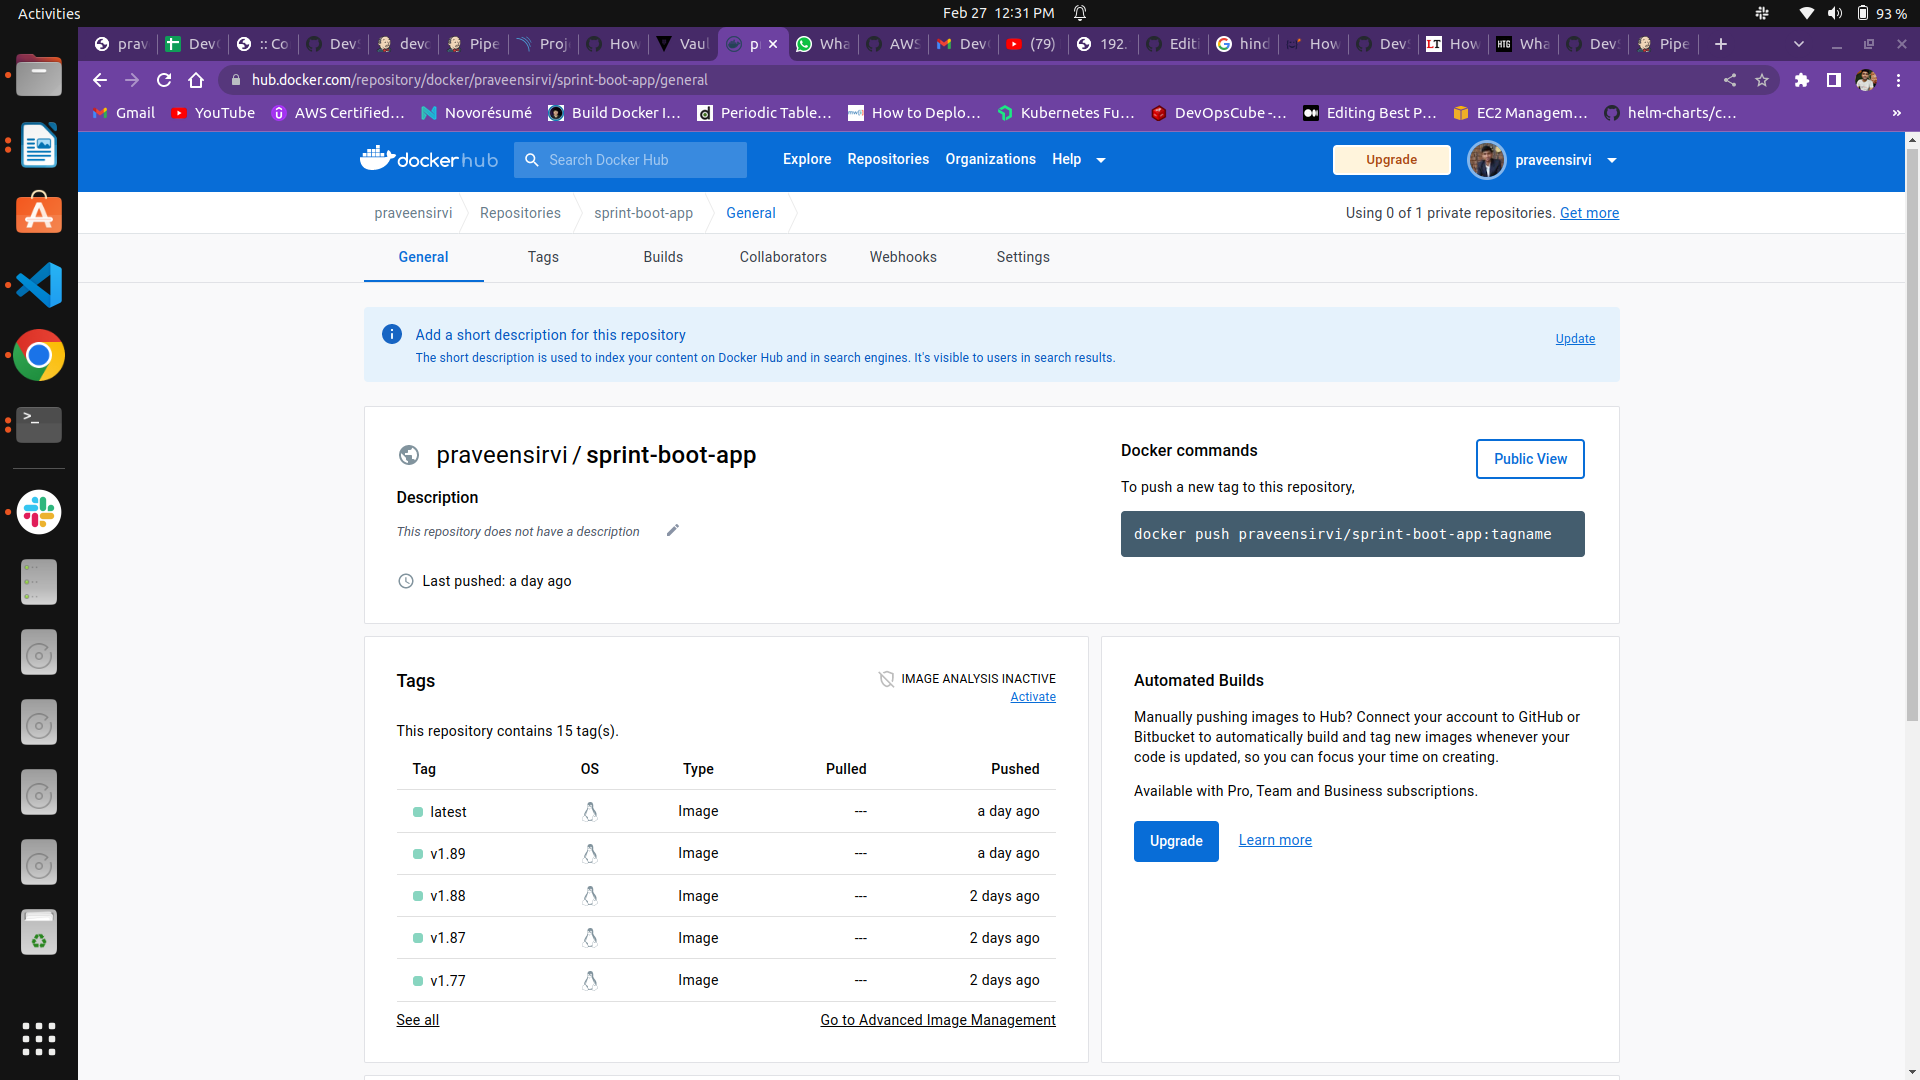 Activities
Feb 27 12:31 PM
93 %
prav
Dev
:: Co
Dev
devo
Pipe
Proj
How
Vaul
p
Wha
AWS
Dev
(79)
192.
Editi
hind
How
Dev
LT How
HTG Wha
Dev
Pipe
hub.docker.com/repository/docker/praveensirvi/sprint-boot-app/general
Gmail
YouTube
AWS Certified...
Novorésumé
Build Docker I...
Periodic Table...
How to Deplo...
Kubernetes Fu...
DevOpsCube -...
Editing Best P...
EC2 Managem...
helm-charts/c...
»
dockerhub
Search Docker Hub
Explore
Repositories
Organizations
Help
Upgrade
praveensirvi
praveensirvi
Repositories
sprint-boot-app
General
Using 0 of 1 private repositories. Get more
General
Tags
Builds
Collaborators
Webhooks
Settings
Add a short description for this repository
The short description is used to index your content on Docker Hub and in search engines. It's visible to users in search results.
Update
praveensirvi / sprint-boot-app
Description
This repository does not have a description
Last pushed: a day ago
Docker commands
Public View
To push a new tag to this repository,
docker push praveensirvi/sprint-boot-app:tagname
Tags
IMAGE ANALYSIS INACTIVE
Activate
This repository contains 15 tag(s).
Tag OS Type Pulled Pushed
latest Image --- a day ago
v1.89 Image --- a day ago
v1.88 Image --- 2 days ago
v1.87 Image --- 2 days ago
v1.77 Image --- 2 days ago
See all
Go to Advanced Image Management
Automated Builds
Manually pushing images to Hub? Connect your account to GitHub or
Bitbucket to automatically build and tag new images whenever your
code is updated, so you can focus your time on creating.
Available with Pro, Team and Business subscriptions.
Upgrade
Learn more